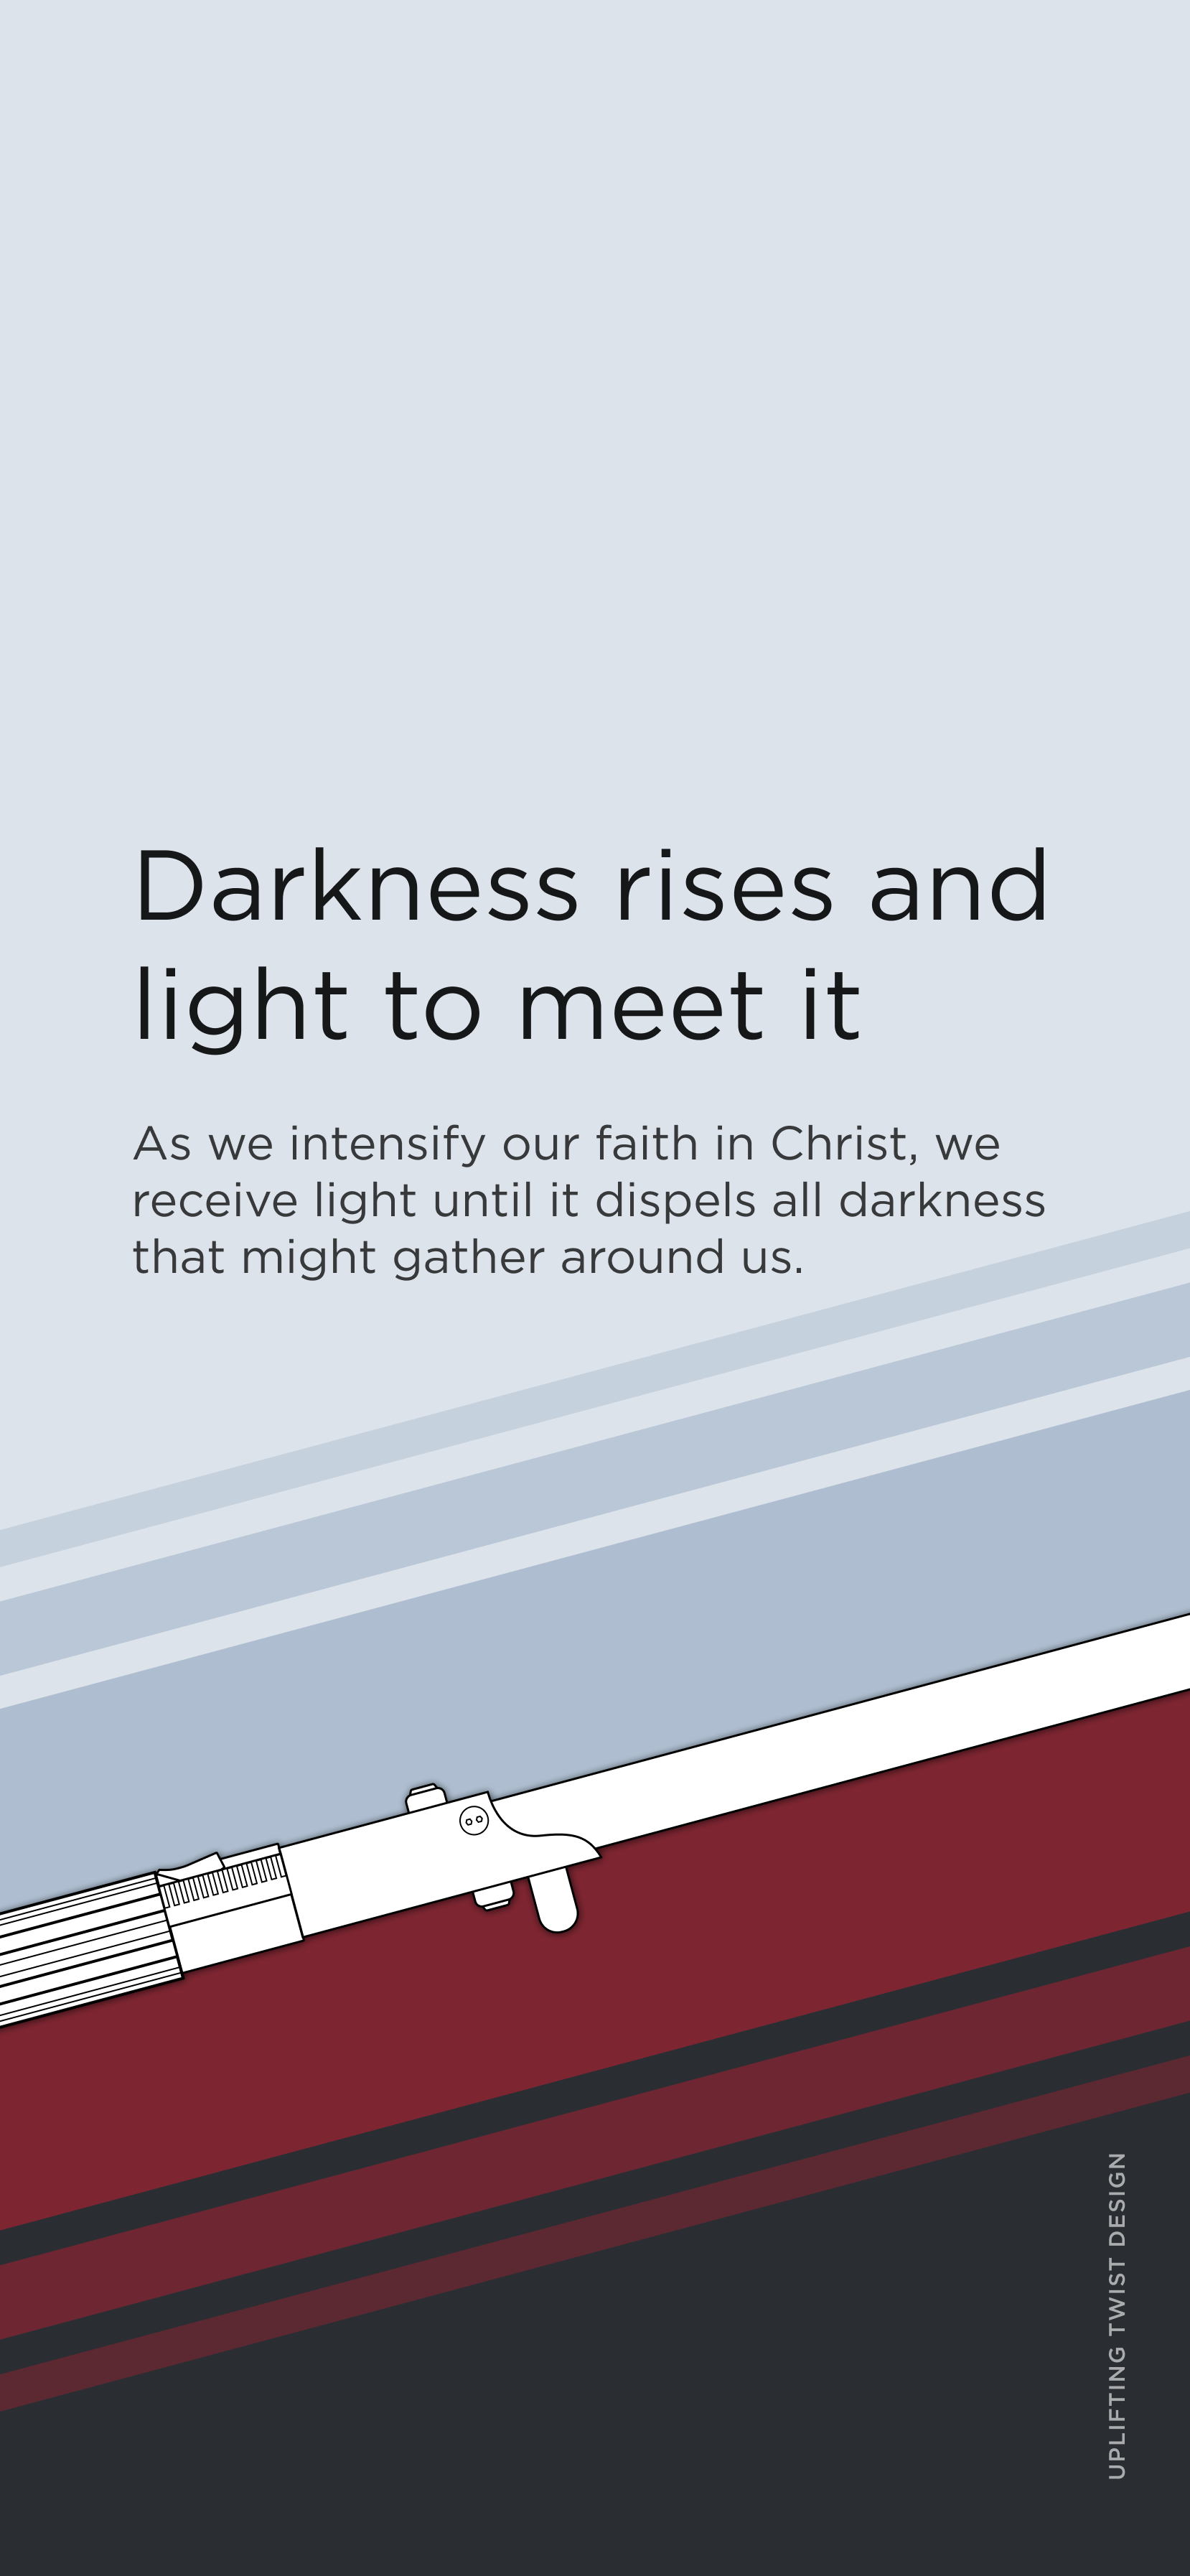 Darkness rises and
light to meet it
As we intensify our faith in Christ, we
receive light until it dispels all darkness
that might gather around us.
UPLIFTING TWIST DESIGN